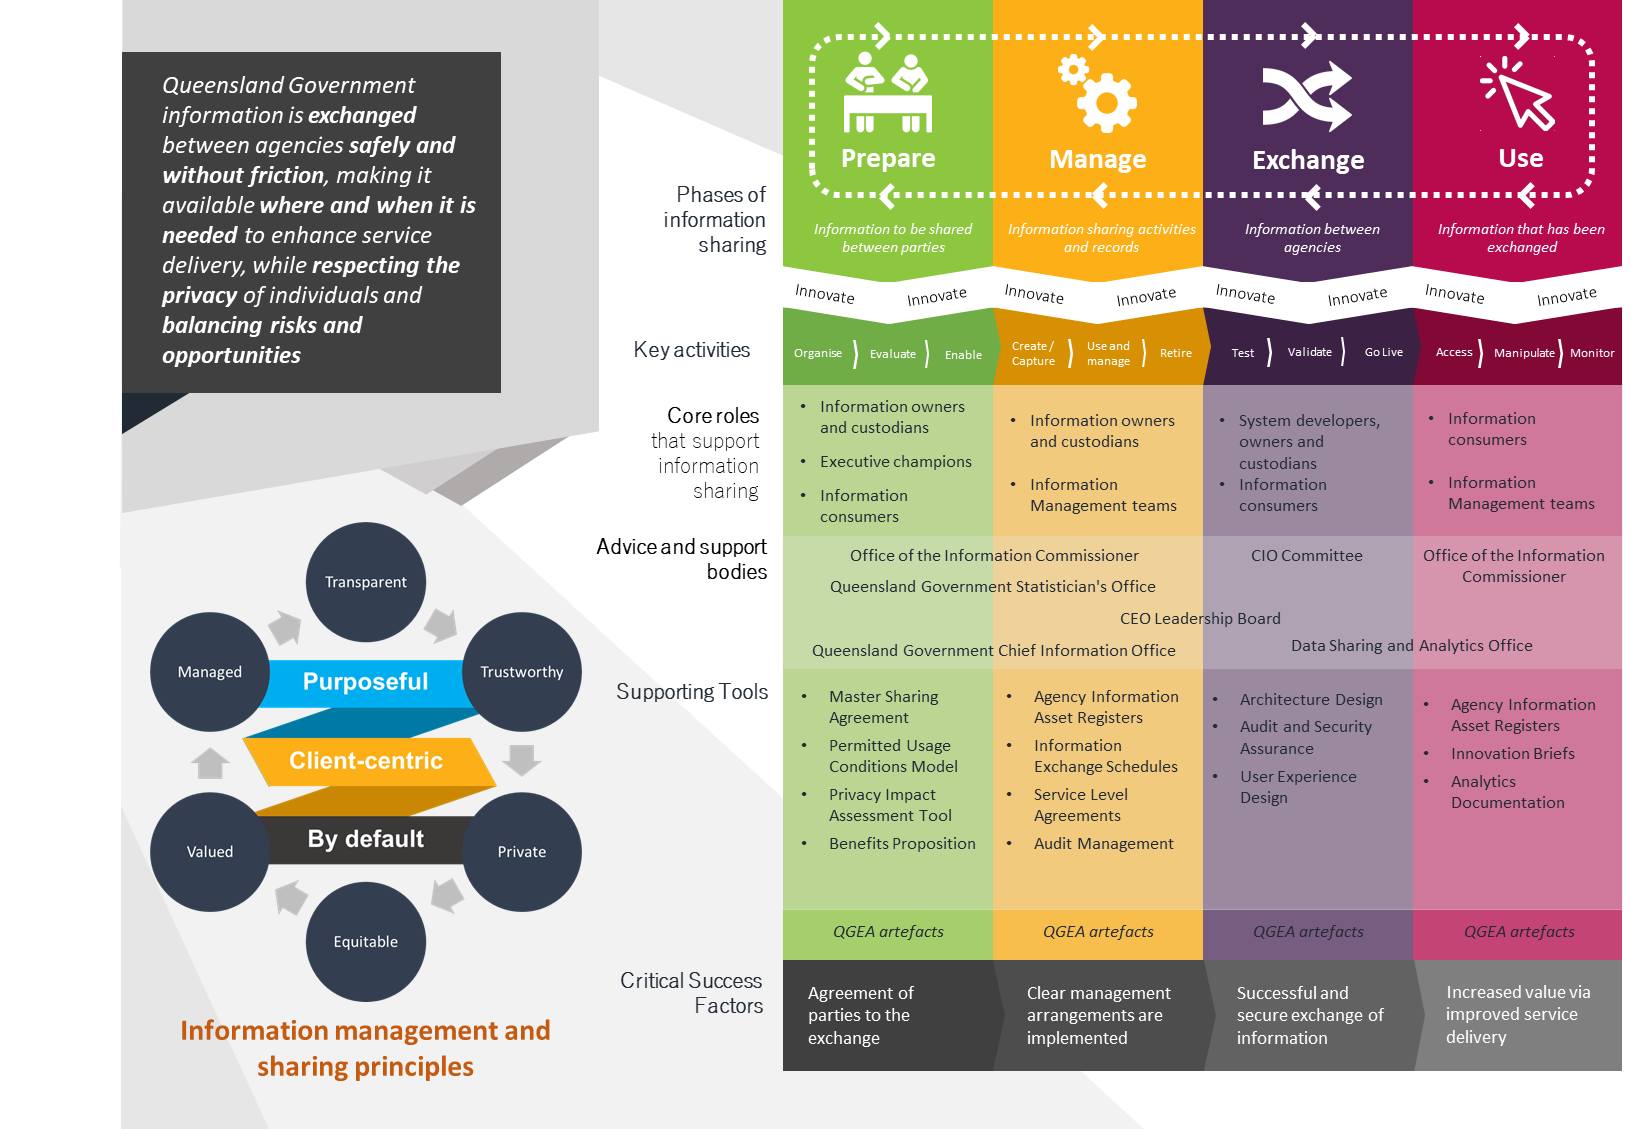 Queensland Government
information is exchanged
between agencies safely and
without friction, making it
available where and when it is
needed to enhance service
delivery, while respecting the
privacy of individuals and
balancing risks and
opportunities
Transparent
Managed
Trustworthy
Purposeful
Client-centric
By default
Valued
Private
Equitable
Information management and
sharing principles
Phases of
information
sharing
Prepare
Manage
Exchange
Use
Information to be shared
between parties
Information sharing activities
and records
Information between
agencies
Information that has been
exchanged
Innovate
Innovate
Innovate
Innovate
Innovate
Innovate
Innovate
Innovate
Key activities
Organise
Evaluate
Enable
Create /
Capture
Use and
manage
Retire
Test
Validate
Go Live
Access
Manipulate
Monitor
Core roles
that support
information
sharing
• Information owners
and custodians
• Executive champions
• Information
consumers
• Information owners
and custodians
• Information
Management teams
• System developers,
owners and
custodians
• Information
consumers
• Information
consumers
• Information
Management teams
Advice and support
bodies
Office of the Information Commissioner
CIO Committee
Office of the Information
Commissioner
Queensland Government Statistician's Office
CEO Leadership Board
Queensland Government Chief Information Office
Data Sharing and Analytics Office
Supporting Tools
• Master Sharing
Agreement
• Permitted Usage
Conditions Model
• Privacy Impact
Assessment Tool
• Benefits Proposition
• Agency Information
Asset Registers
• Information
Exchange Schedules
• Service Level
Agreements
• Audit Management
• Architecture Design
• Audit and Security
Assurance
• User Experience
Design
• Agency Information
Asset Registers
• Innovation Briefs
• Analytics
Documentation
QGEA artefacts
QGEA artefacts
QGEA artefacts
QGEA artefacts
Critical Success
Factors
Agreement of
parties to the
exchange
Clear management
arrangements are
implemented
Successful and
secure exchange of
information
Increased value via
improved service
delivery